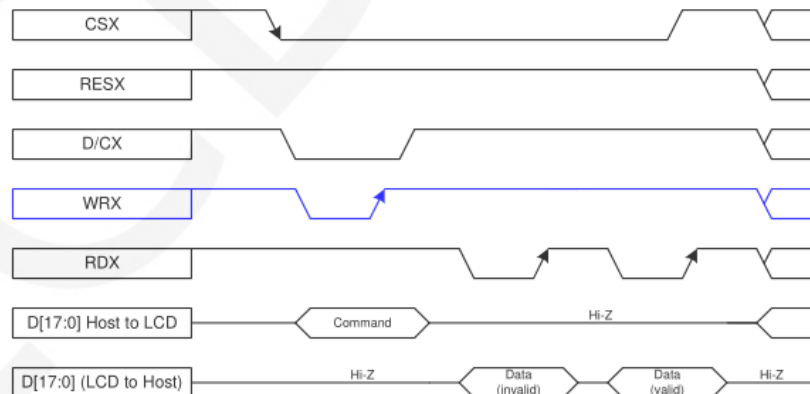 CSX
RESX
D/CX
WRX
RDX
D[17:0] Host to LCD
Command
Hi-Z
D[17:0] (LCD to Host)
Hi-Z
Data
(invalid)
Data
(valid)
Hi-Z